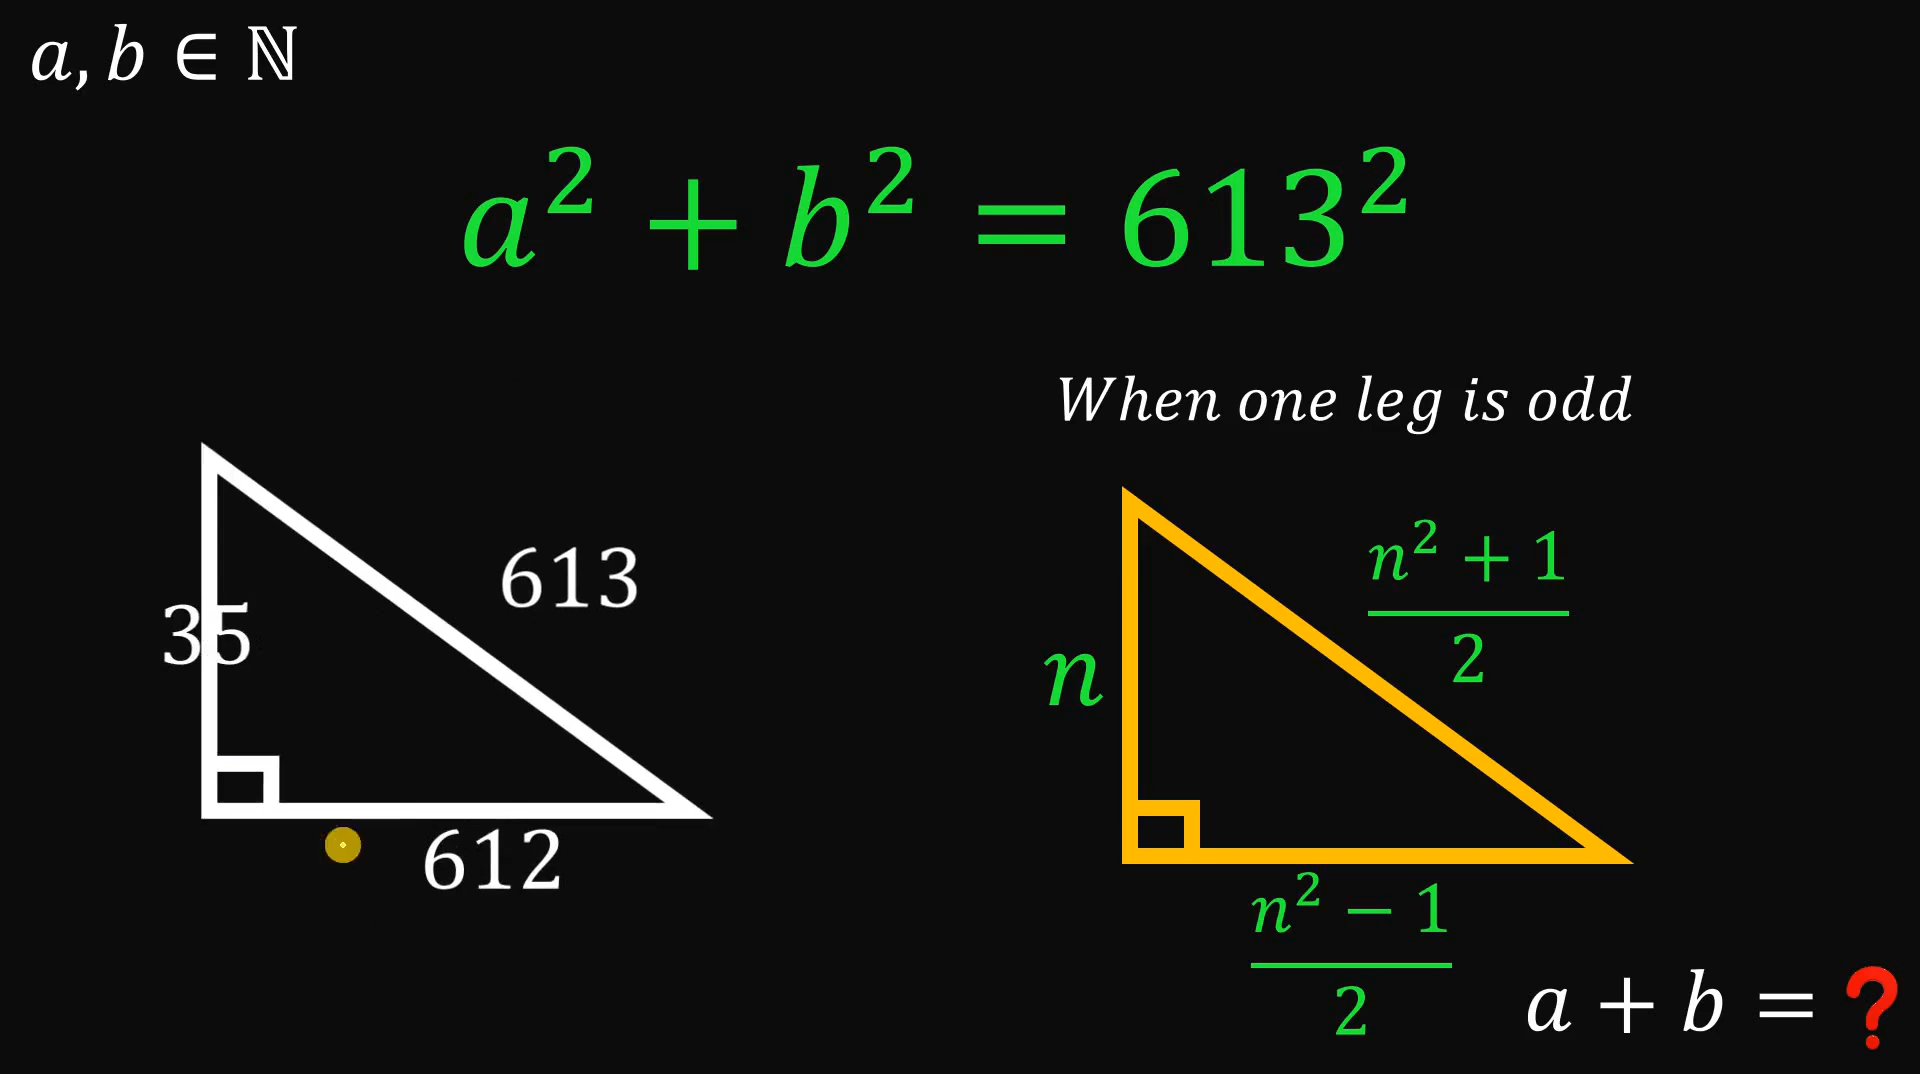 a, b ∈ ℕ
a² + b² = 613²
When one leg is odd
613
35
612
n² + 1
2
n
n² − 1
2
a + b = ❓